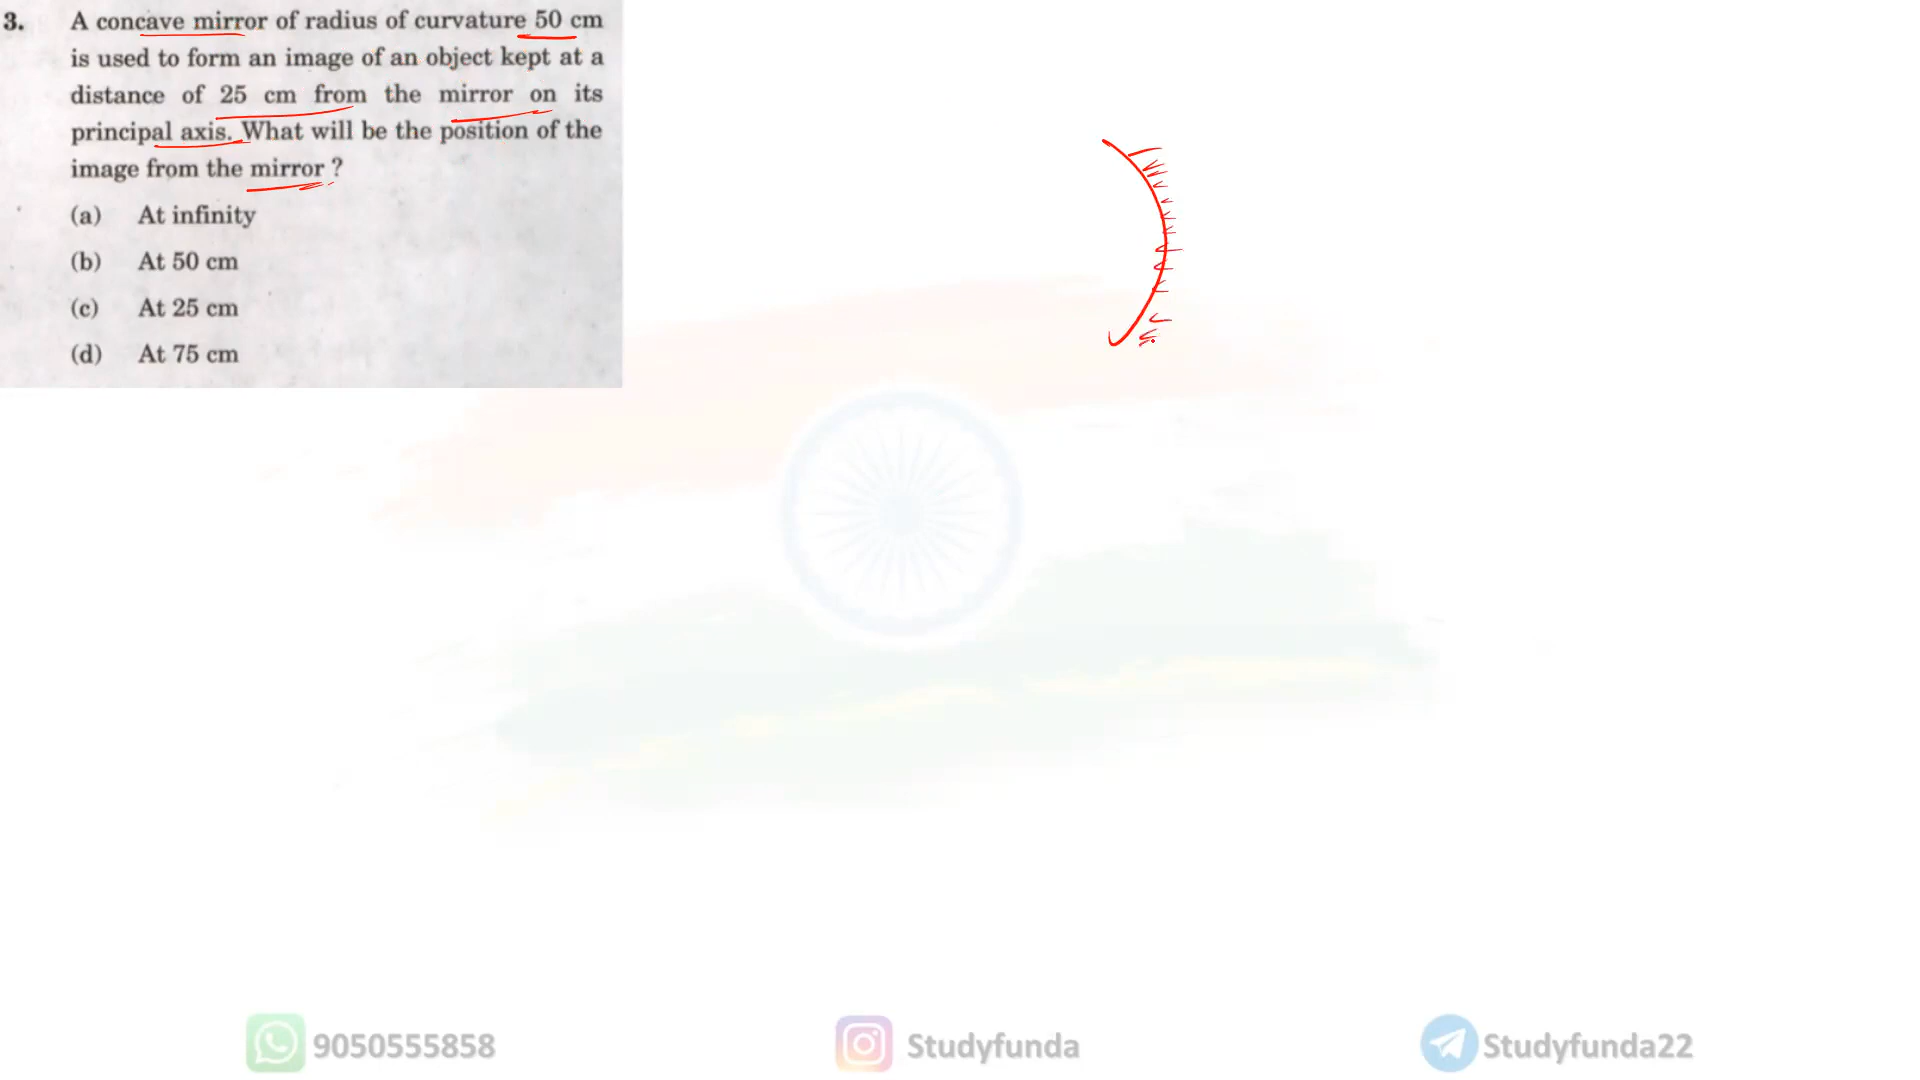 3. A concave mirror of radius of curvature 50 cm
is used to form an image of an object kept at a
distance of 25 cm from the mirror on its
principal axis. What will be the position of the
image from the mirror ?
(a) At infinity
(b) At 50 cm
(c) At 25 cm
(d) At 75 cm
9050555858 Studyfunda Studyfunda22